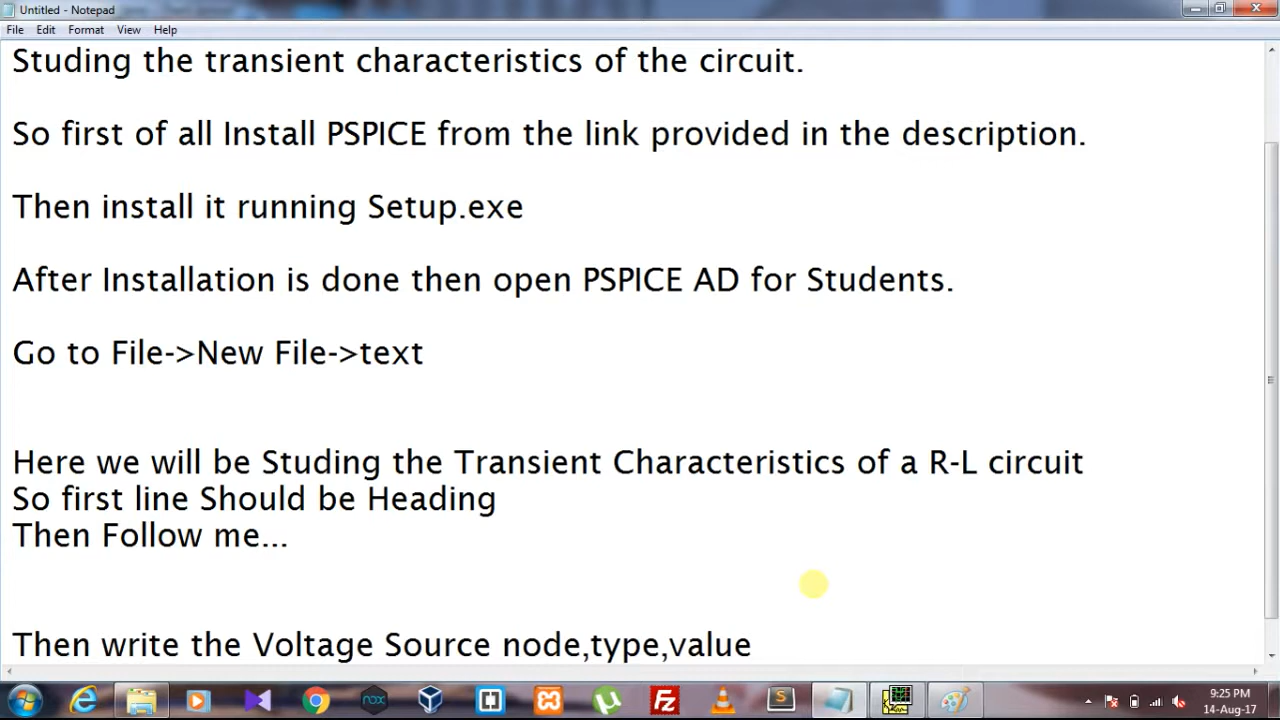 Untitled - Notepad
File Edit Format View Help
Studing the transient characteristics of the circuit.
So first of all Install PSPICE from the link provided in the description.
Then install it running Setup.exe
After Installation is done then open PSPICE AD for Students.
Go to File->New File->text
Here we will be Studing the Transient Characteristics of a R-L circuit
So first line Should be Heading
Then Follow me...
Then write the Voltage Source node,type,value
nox
S
9:25 PM
14-Aug-17